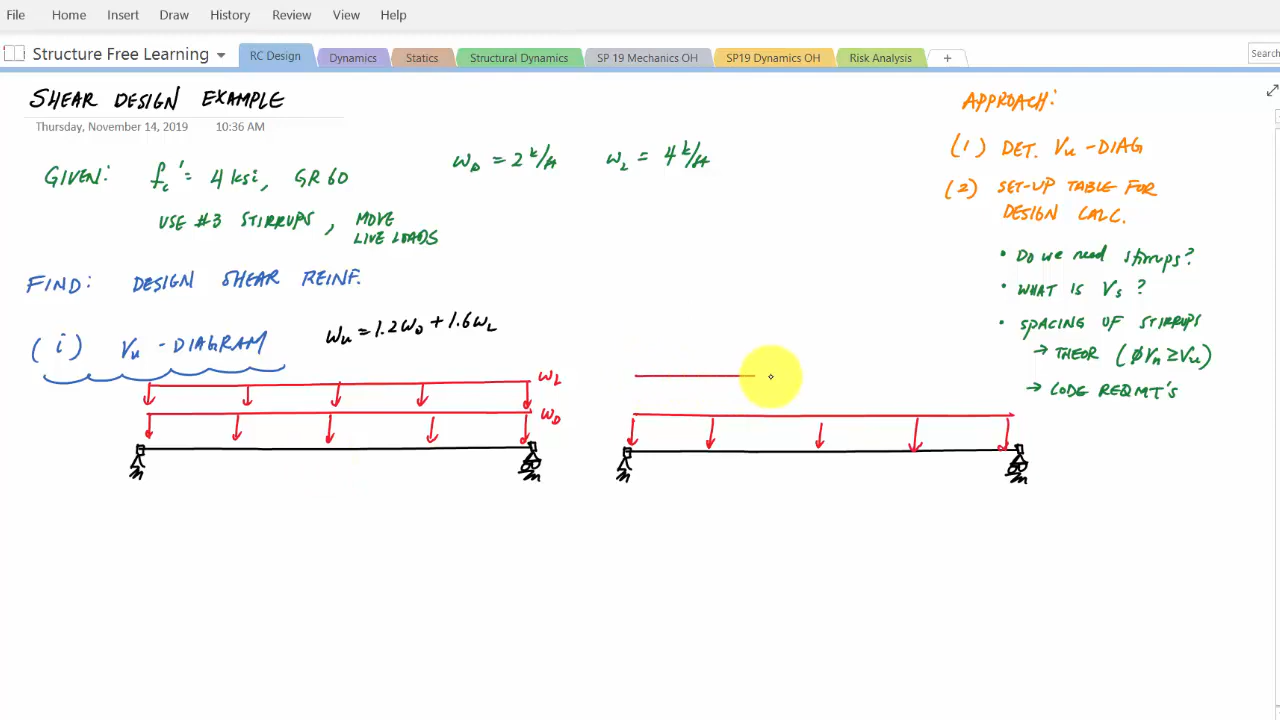 File Home Insert Draw History Review View Help
Structure Free Learning RC Design Dynamics Statics Structural Dynamics SP 19 Mechanics OH SP19 Dynamics OH Risk Analysis + Search
SHEAR DESIGN EXAMPLE
Thursday, November 14, 2019 10:36 AM
GIVEN: fc' = 4 ksi, GR 60
USE #3 STIRRUPS, MOVE
LIVE LOADS
wD = 2 k/ft wL = 4 k/ft
FIND: DESIGN SHEAR REINF.
(i) Vu - DIAGRAM
wu = 1.2wD + 1.6wL
wL
wD
APPROACH:
(1) DET. Vu - DIAG
(2) SET-UP TABLE FOR
DESIGN CALC.
• Do we need stirrups?
• WHAT IS Vs ?
• SPACING OF STIRRUPS
→ THEOR (ϕVn ≥ Vu)
→ CODE REQMT'S